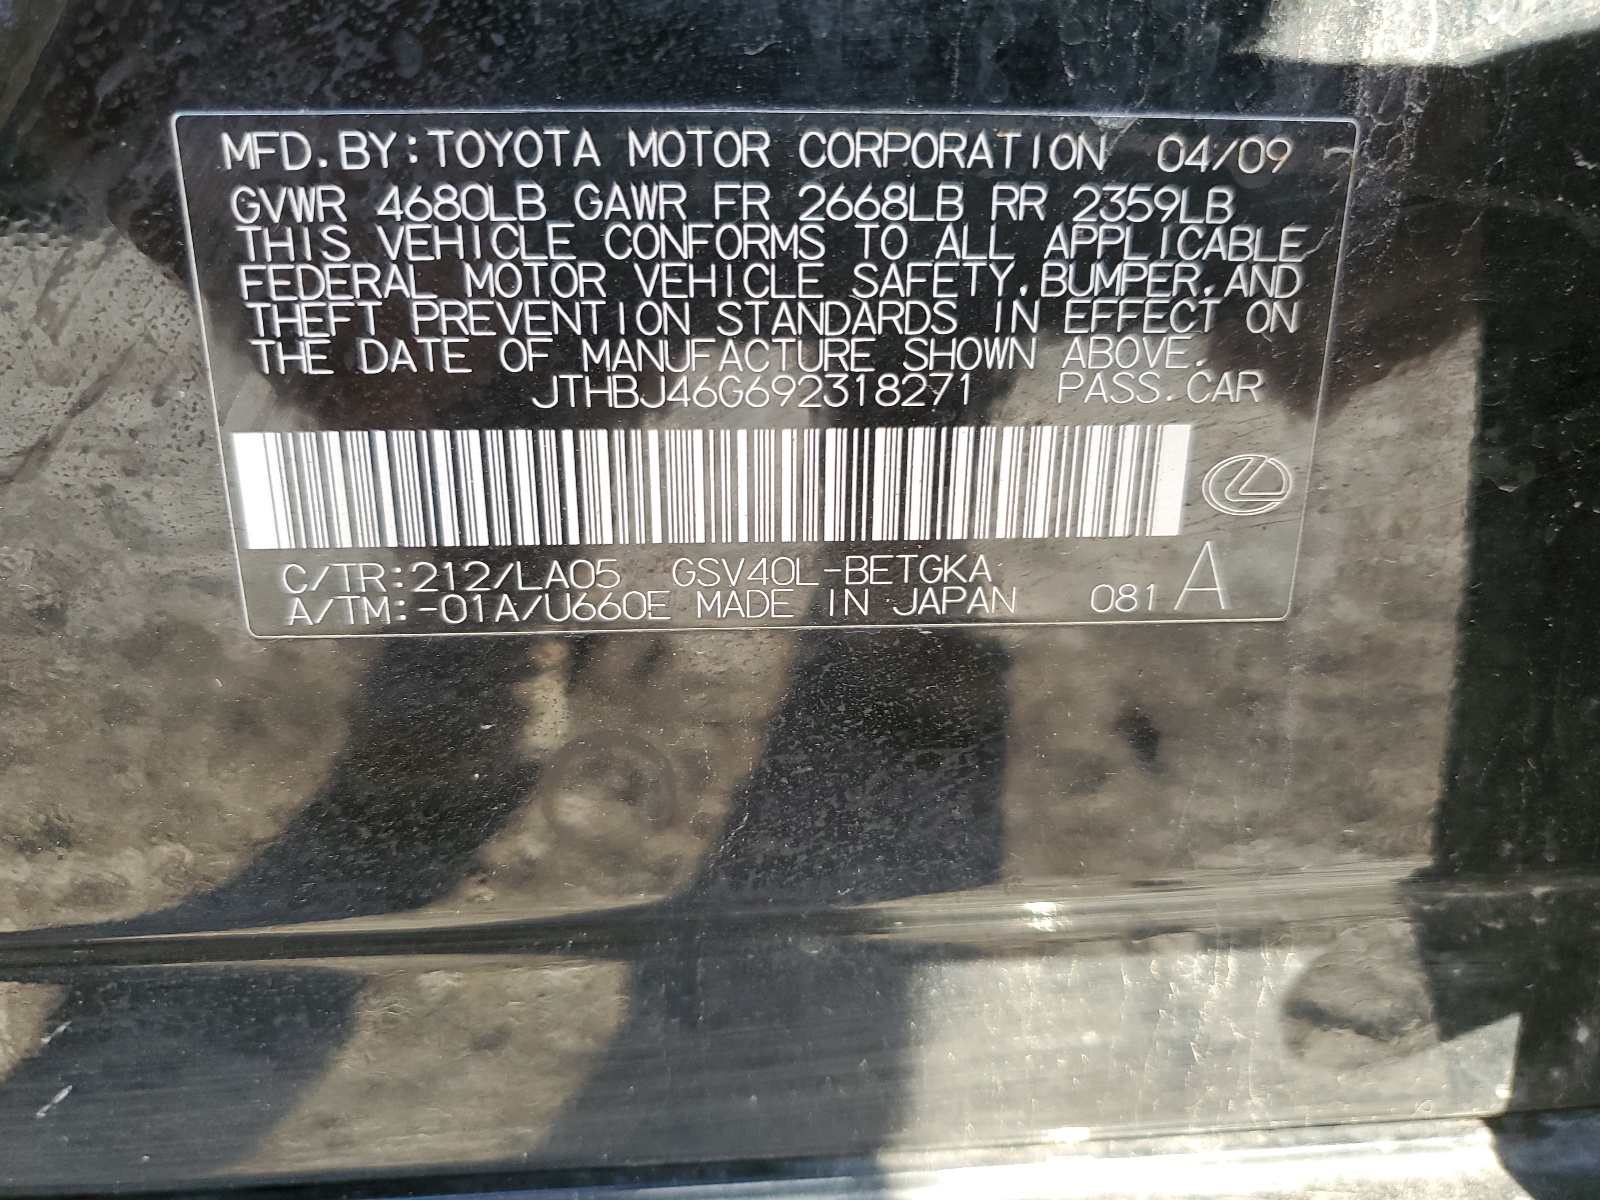 MFD.BY:TOYOTA MOTOR CORPORATION 04/09
GVWR 4680LB GAWR FR 2668LB RR 2359LB
THIS VEHICLE CONFORMS TO ALL APPLICABLE
FEDERAL MOTOR VEHICLE SAFETY,BUMPER,AND
THEFT PREVENTION STANDARDS IN EFFECT ON
THE DATE OF MANUFACTURE SHOWN ABOVE.
JTHBJ46G692318271 PASS.CAR
C/TR:212/LA05 GSV40L-BETGKA
A/TM:-01A/U660E MADE IN JAPAN 081 A